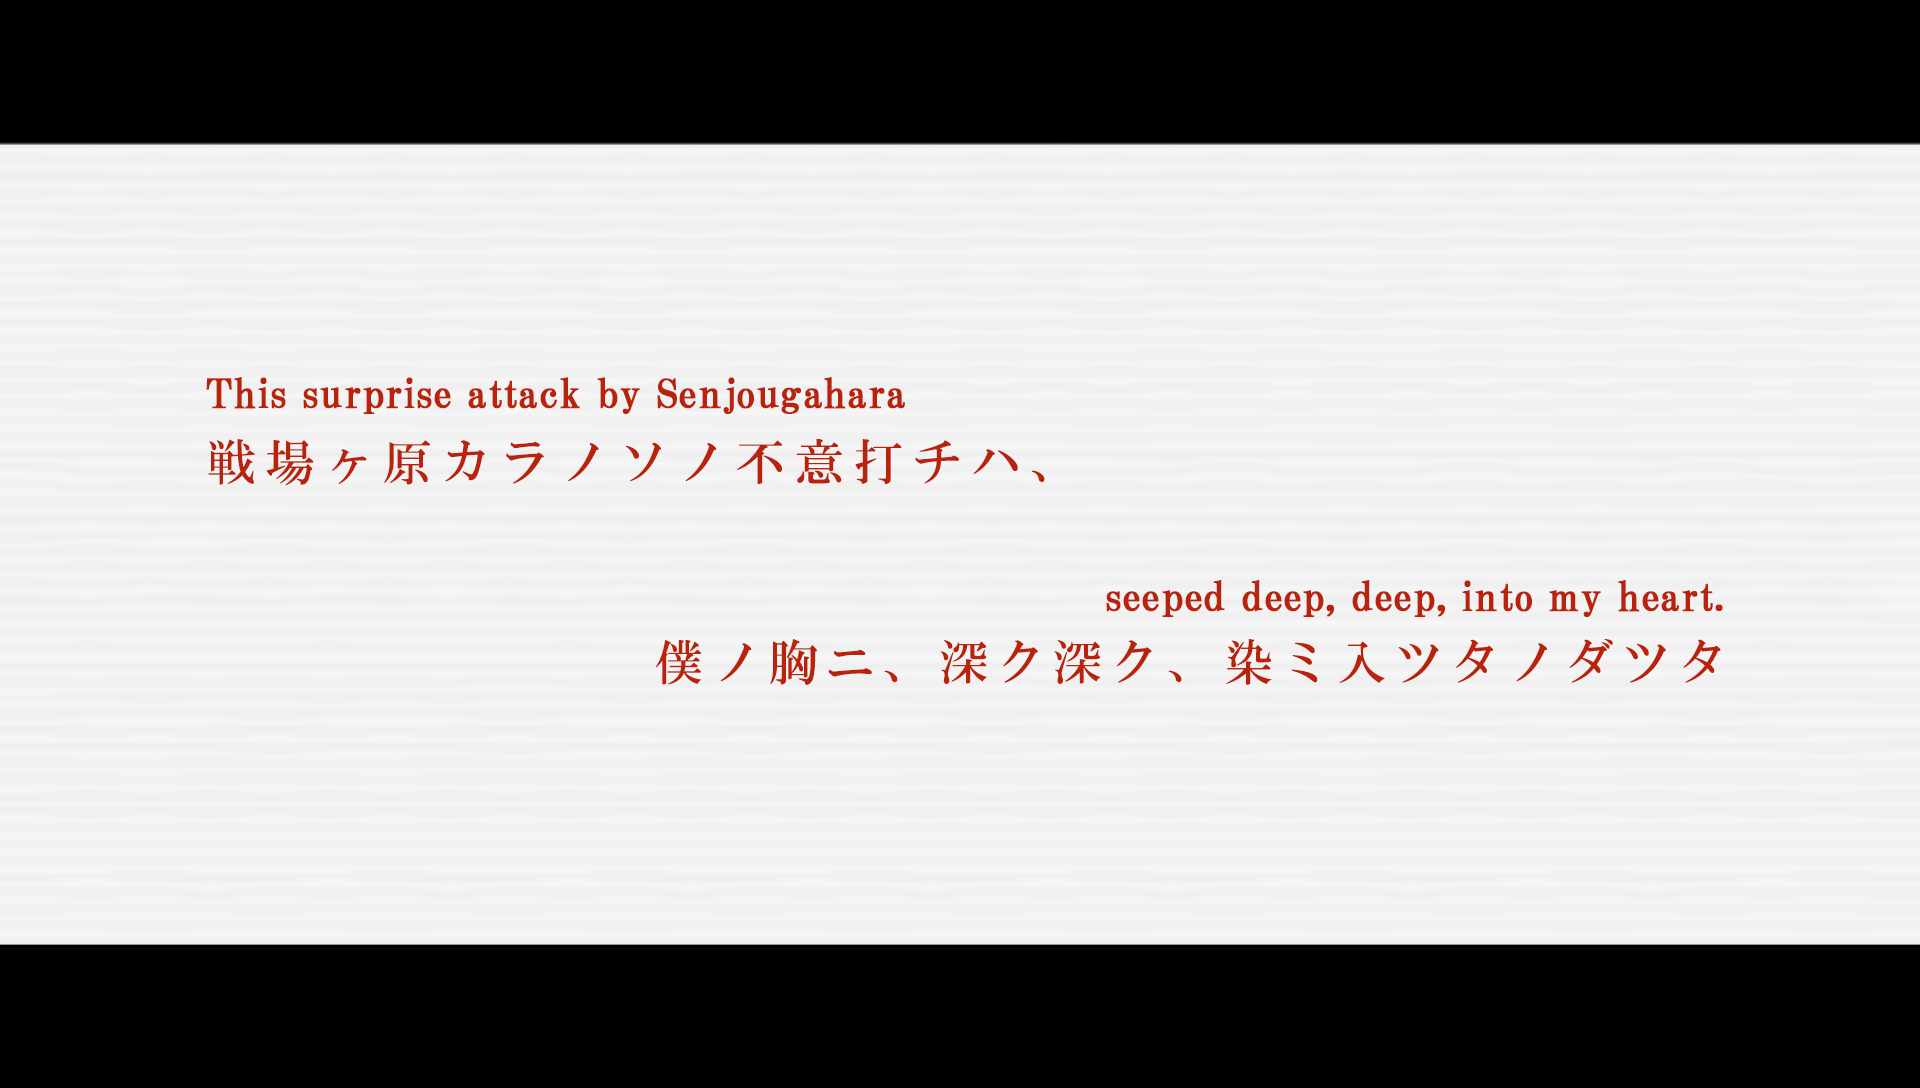 This surprise attack by Senjougahara
戦場ヶ原カラノソノ不意打チハ、
seeped deep, deep, into my heart.
僕ノ胸ニ、深ク深ク、染ミ入ツタノダツタ